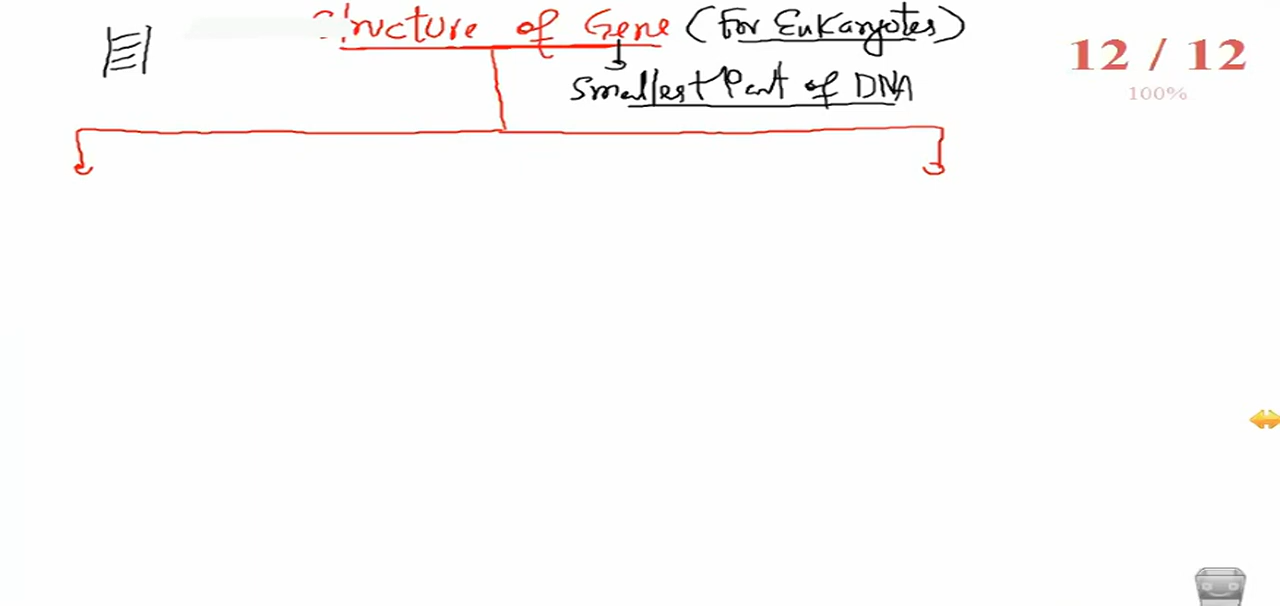 Structure of Gene (For Eukaryotes)
Smallest Part of DNA
12 / 12
100%